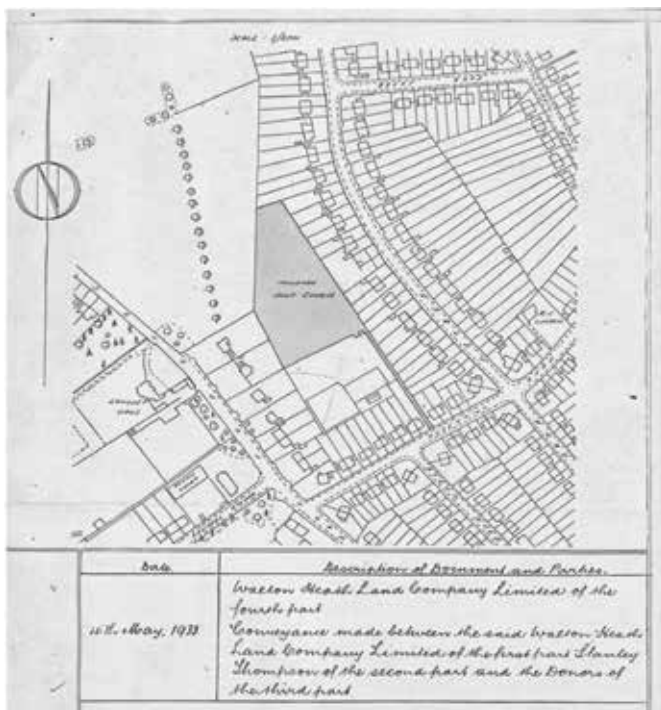 Date
Description of Document and Parties.
Walton Heath Land Company Limited of the
fourth part
May, 1933
Conveyance made between the said Walton Heath
Land Company Limited of the first part Stanley
Thompson of the second part and the Donors of
the third part